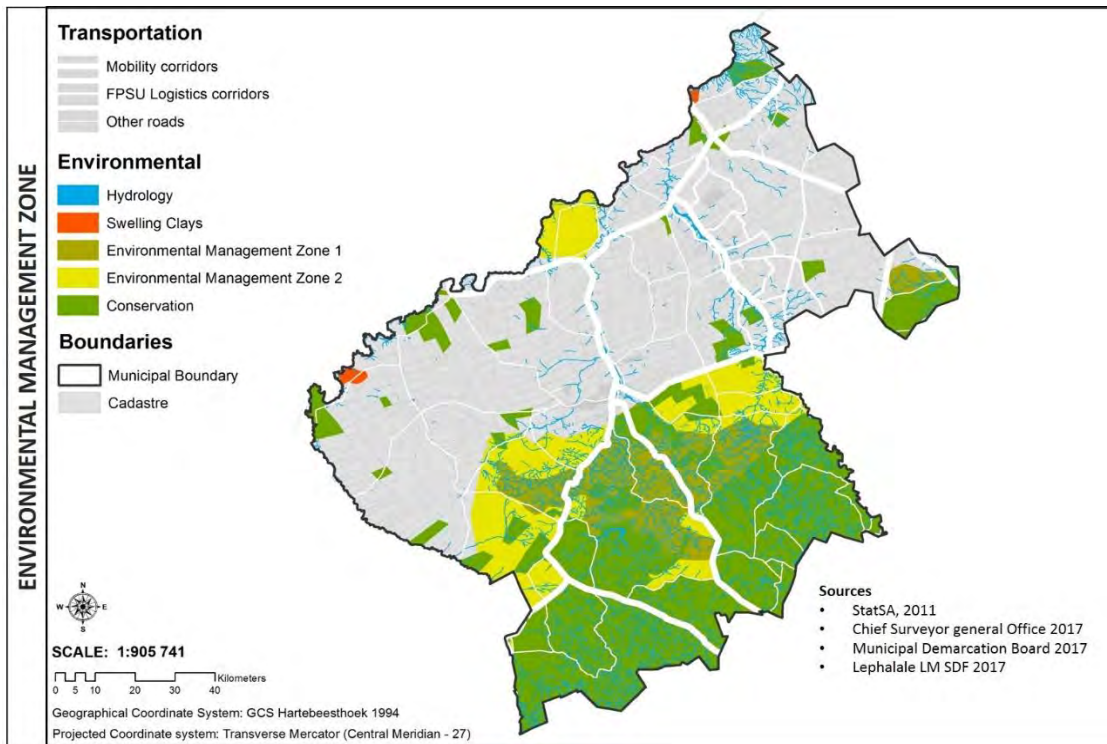 ENVIRONMENTAL MANAGEMENT ZONE
Transportation
Mobility corridors
FPSU Logistics corridors
Other roads
Environmental
Hydrology
Swelling Clays
Environmental Management Zone 1
Environmental Management Zone 2
Conservation
Boundaries
Municipal Boundary
Cadastre
N
W E
S
SCALE: 1:905 741
0 5 10 20 30 40 Kilometers
Geographical Coordinate System: GCS Hartebeesthoek 1994
Projected Coordinate system: Transverse Mercator (Central Meridian - 27)
Sources
• StatSA, 2011
• Chief Surveyor general Office 2017
• Municipal Demarcation Board 2017
• Lephalale LM SDF 2017